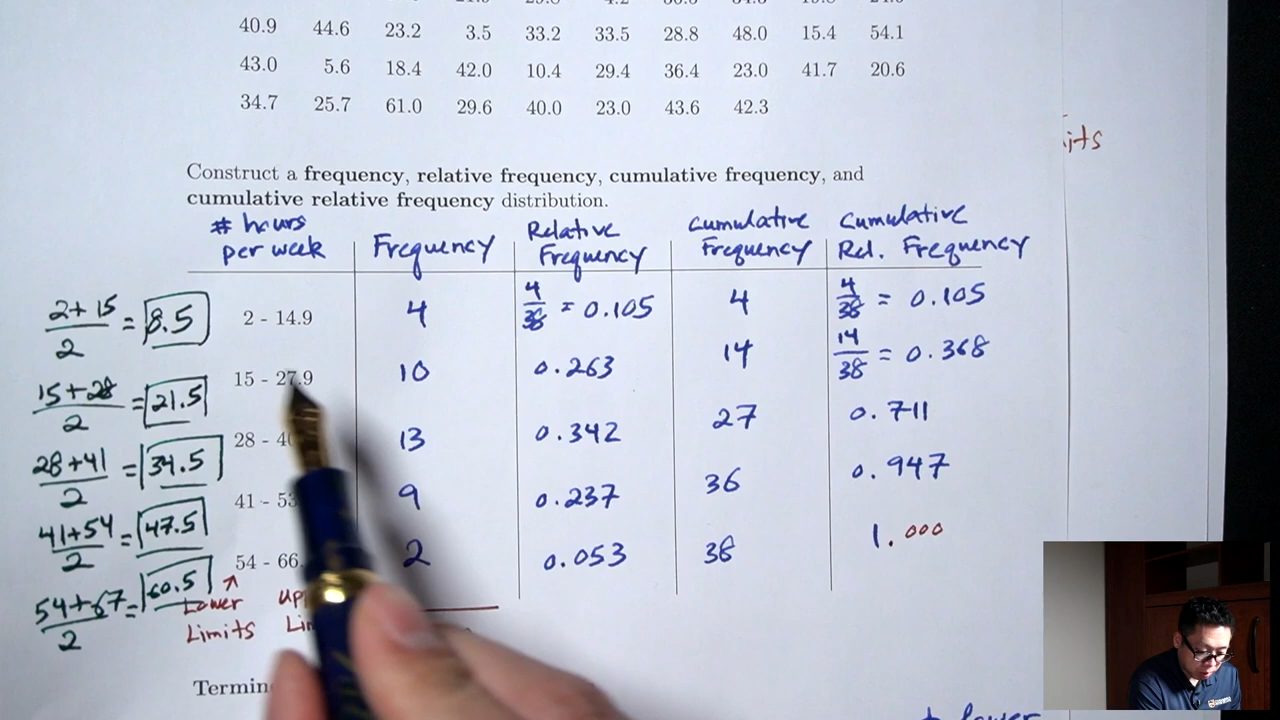 40.9 44.6 23.2 3.5 33.2 33.5 28.8 48.0 15.4 54.1
43.0 5.6 18.4 42.0 10.4 29.4 36.4 23.0 41.7 20.6
34.7 25.7 61.0 29.6 40.0 23.0 43.6 42.3
Construct a frequency, relative frequency, cumulative frequency, and
cumulative relative frequency distribution.
# hours per week
Frequency
Relative Frequency
Cumulative Frequency
Cumulative Rel. Frequency
2+15/2 = 8.5 2 - 14.9 4 4/38 = 0.105 4 4/38 = 0.105
15+28/2 = 21.5 15 - 27.9 10 0.263 14 14/38 = 0.368
28+41/2 = 34.5 28 - 13 0.342 27 0.711
41+54/2 = 47.5 41 - 9 0.237 36 0.947
54+67/2 = 60.5 54 - 66. 2 0.053 38 1.000
Lower
Limits
lower